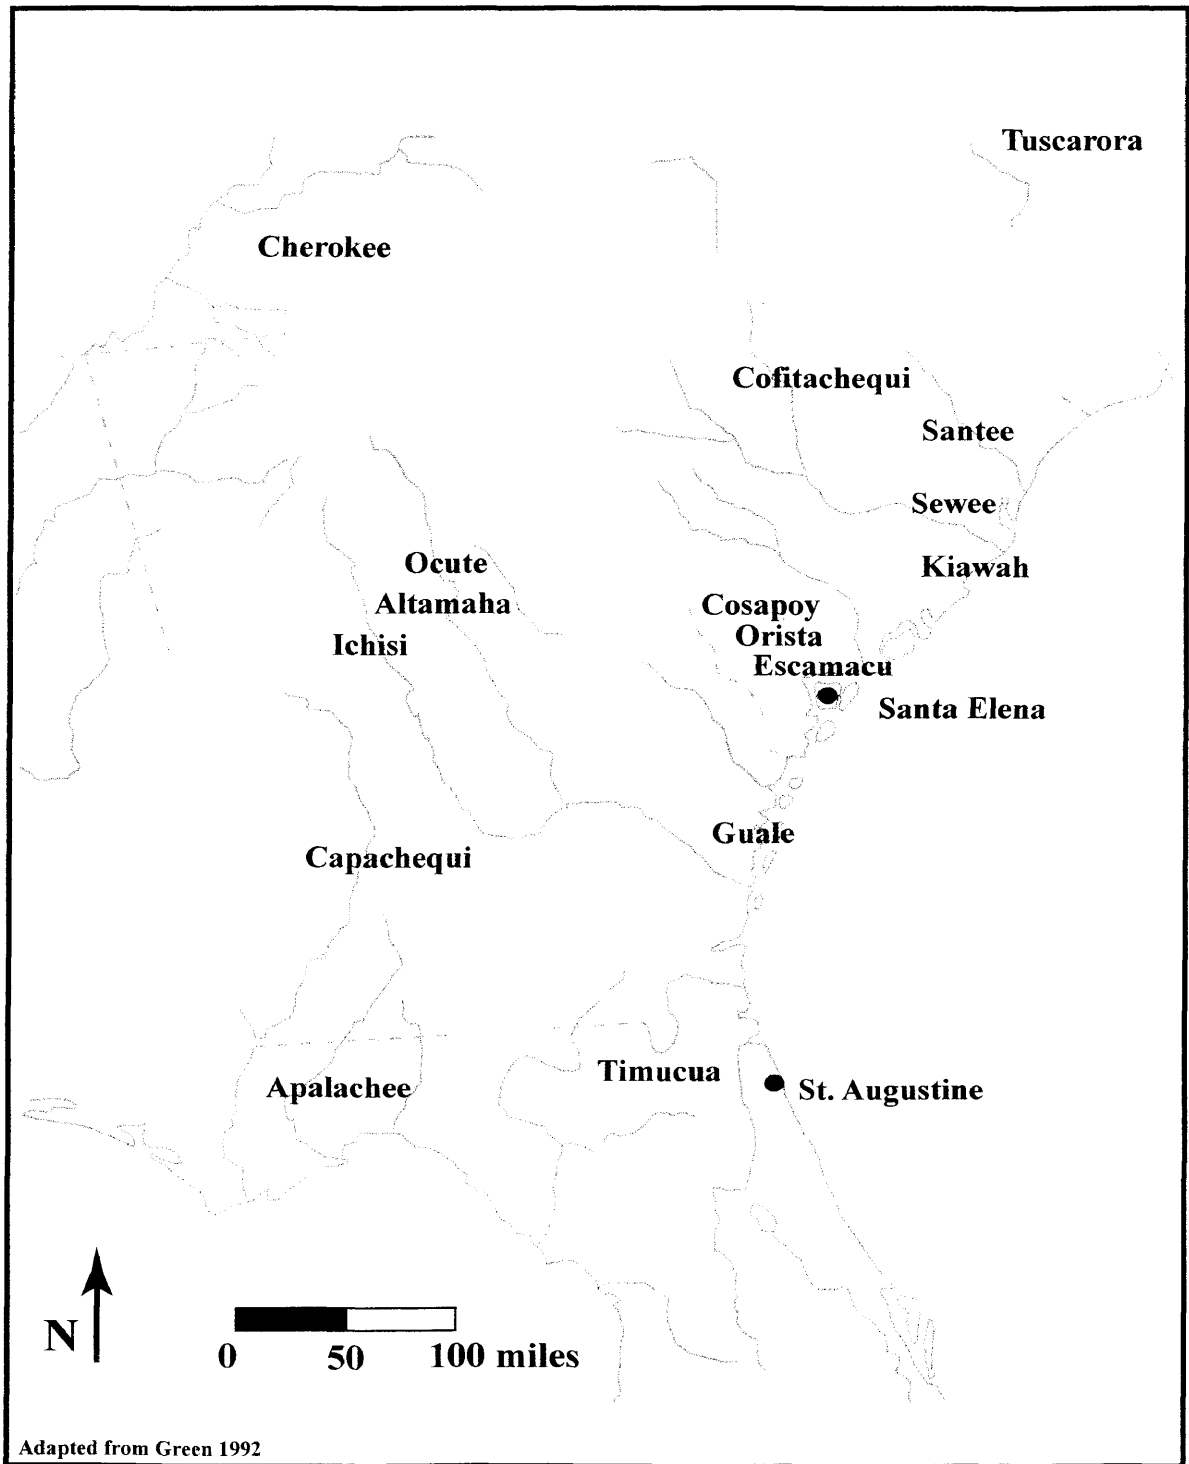 Tuscarora
Cherokee
Cofitachequi
Santee
Sewee
Ocute
Kiawah
Altamaha
Cosapoy
Ichisi
Orista
Escamacu
Santa Elena
Guale
Capachequi
Timucua
Apalachee
St. Augustine
N
0 50 100 miles
Adapted from Green 1992